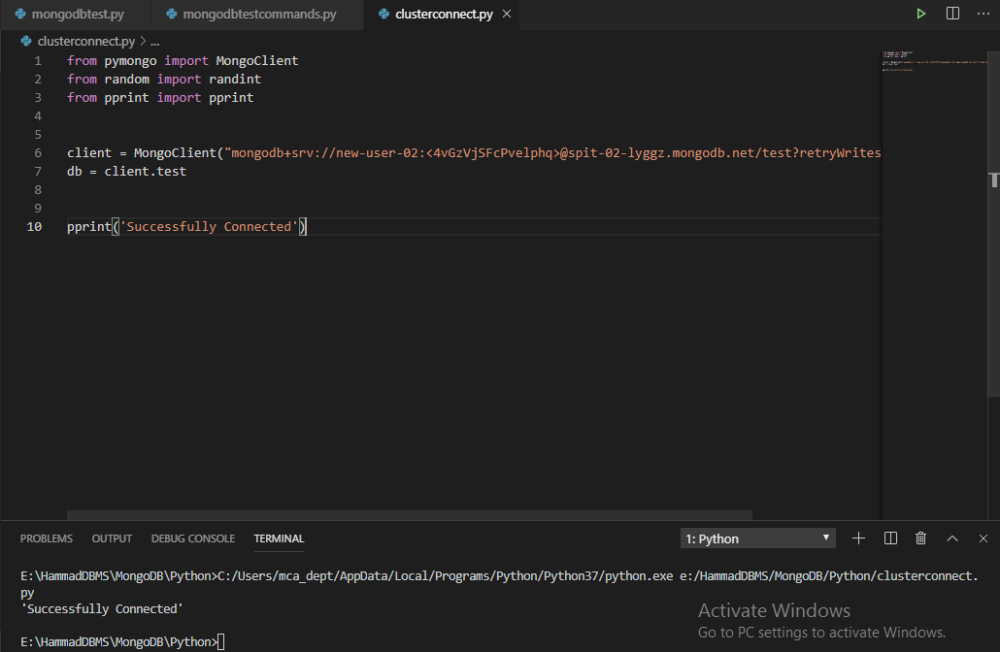 mongodbtest.py mongodbtestcommands.py clusterconnect.py
clusterconnect.py > ...
1 from pymongo import MongoClient
2 from random import randint
3 from pprint import pprint
4
5
6 client = MongoClient("mongodb+srv://new-user-02:<4vGzVjSFcPvelphq>@spit-02-lyggz.mongodb.net/test?retryWrites
7 db = client.test
8
9
10 pprint('Successfully Connected')
PROBLEMS OUTPUT DEBUG CONSOLE TERMINAL 1: Python
E:\HammadDBMS\MongoDB\Python>C:/Users/mca_dept/AppData/Local/Programs/Python/Python37/python.exe e:/HammadDBMS/MongoDB/Python/clusterconnect.
py
'Successfully Connected'
Activate Windows
Go to PC settings to activate Windows.
E:\HammadDBMS\MongoDB\Python>